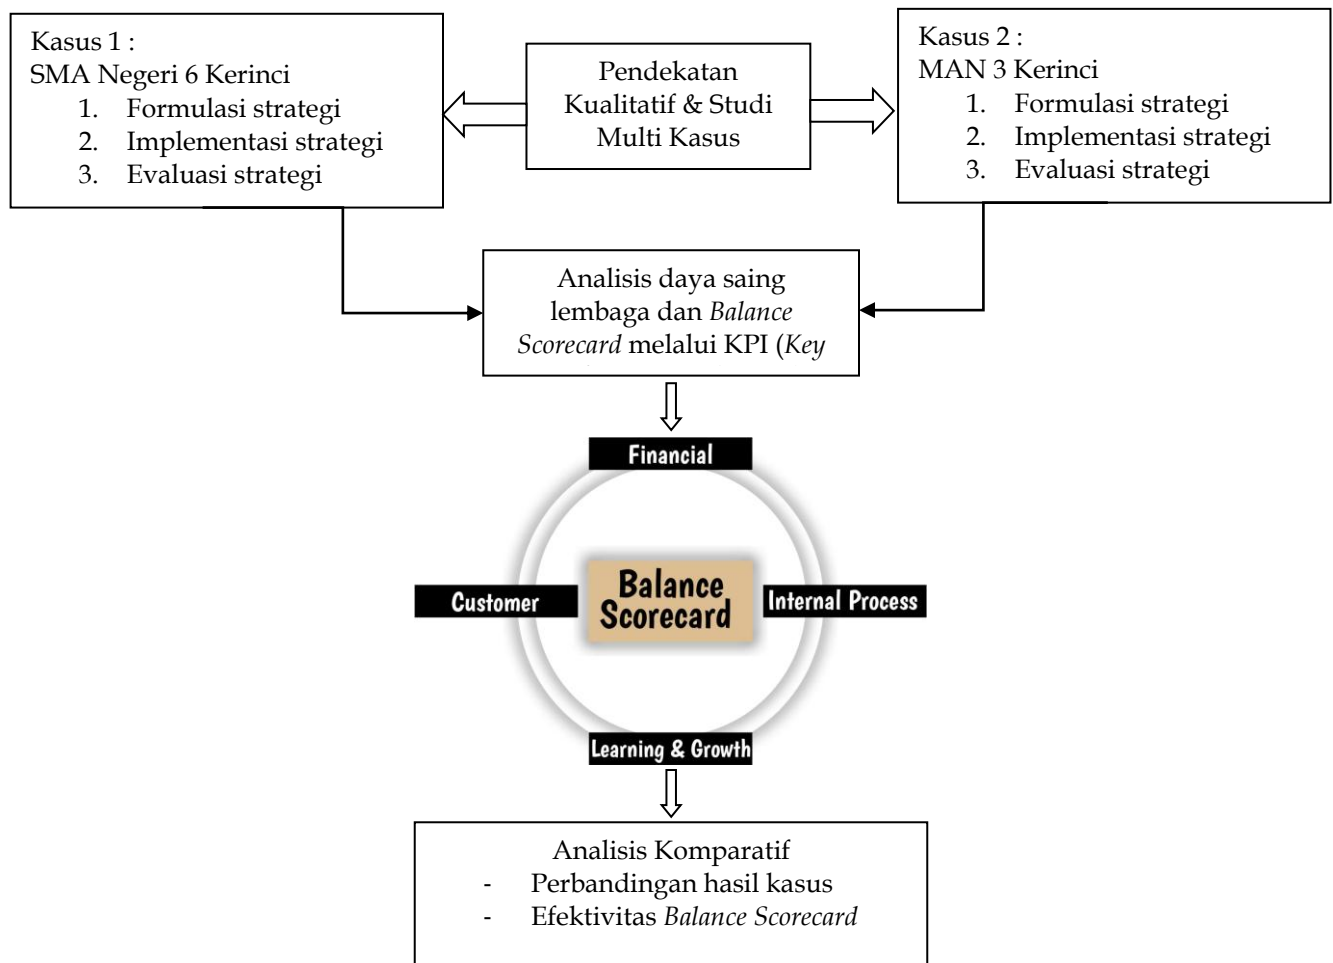 Kasus 1 :
SMA Negeri 6 Kerinci
1. Formulasi strategi
2. Implementasi strategi
3. Evaluasi strategi
Pendekatan
Kualitatif & Studi
Multi Kasus
Kasus 2 :
MAN 3 Kerinci
1. Formulasi strategi
2. Implementasi strategi
3. Evaluasi strategi
Analisis daya saing
lembaga dan Balance
Scorecard melalui KPI (Key
Financial
Customer
Balance
Scorecard
Internal Process
Learning & Growth
Analisis Komparatif
- Perbandingan hasil kasus
- Efektivitas Balance Scorecard